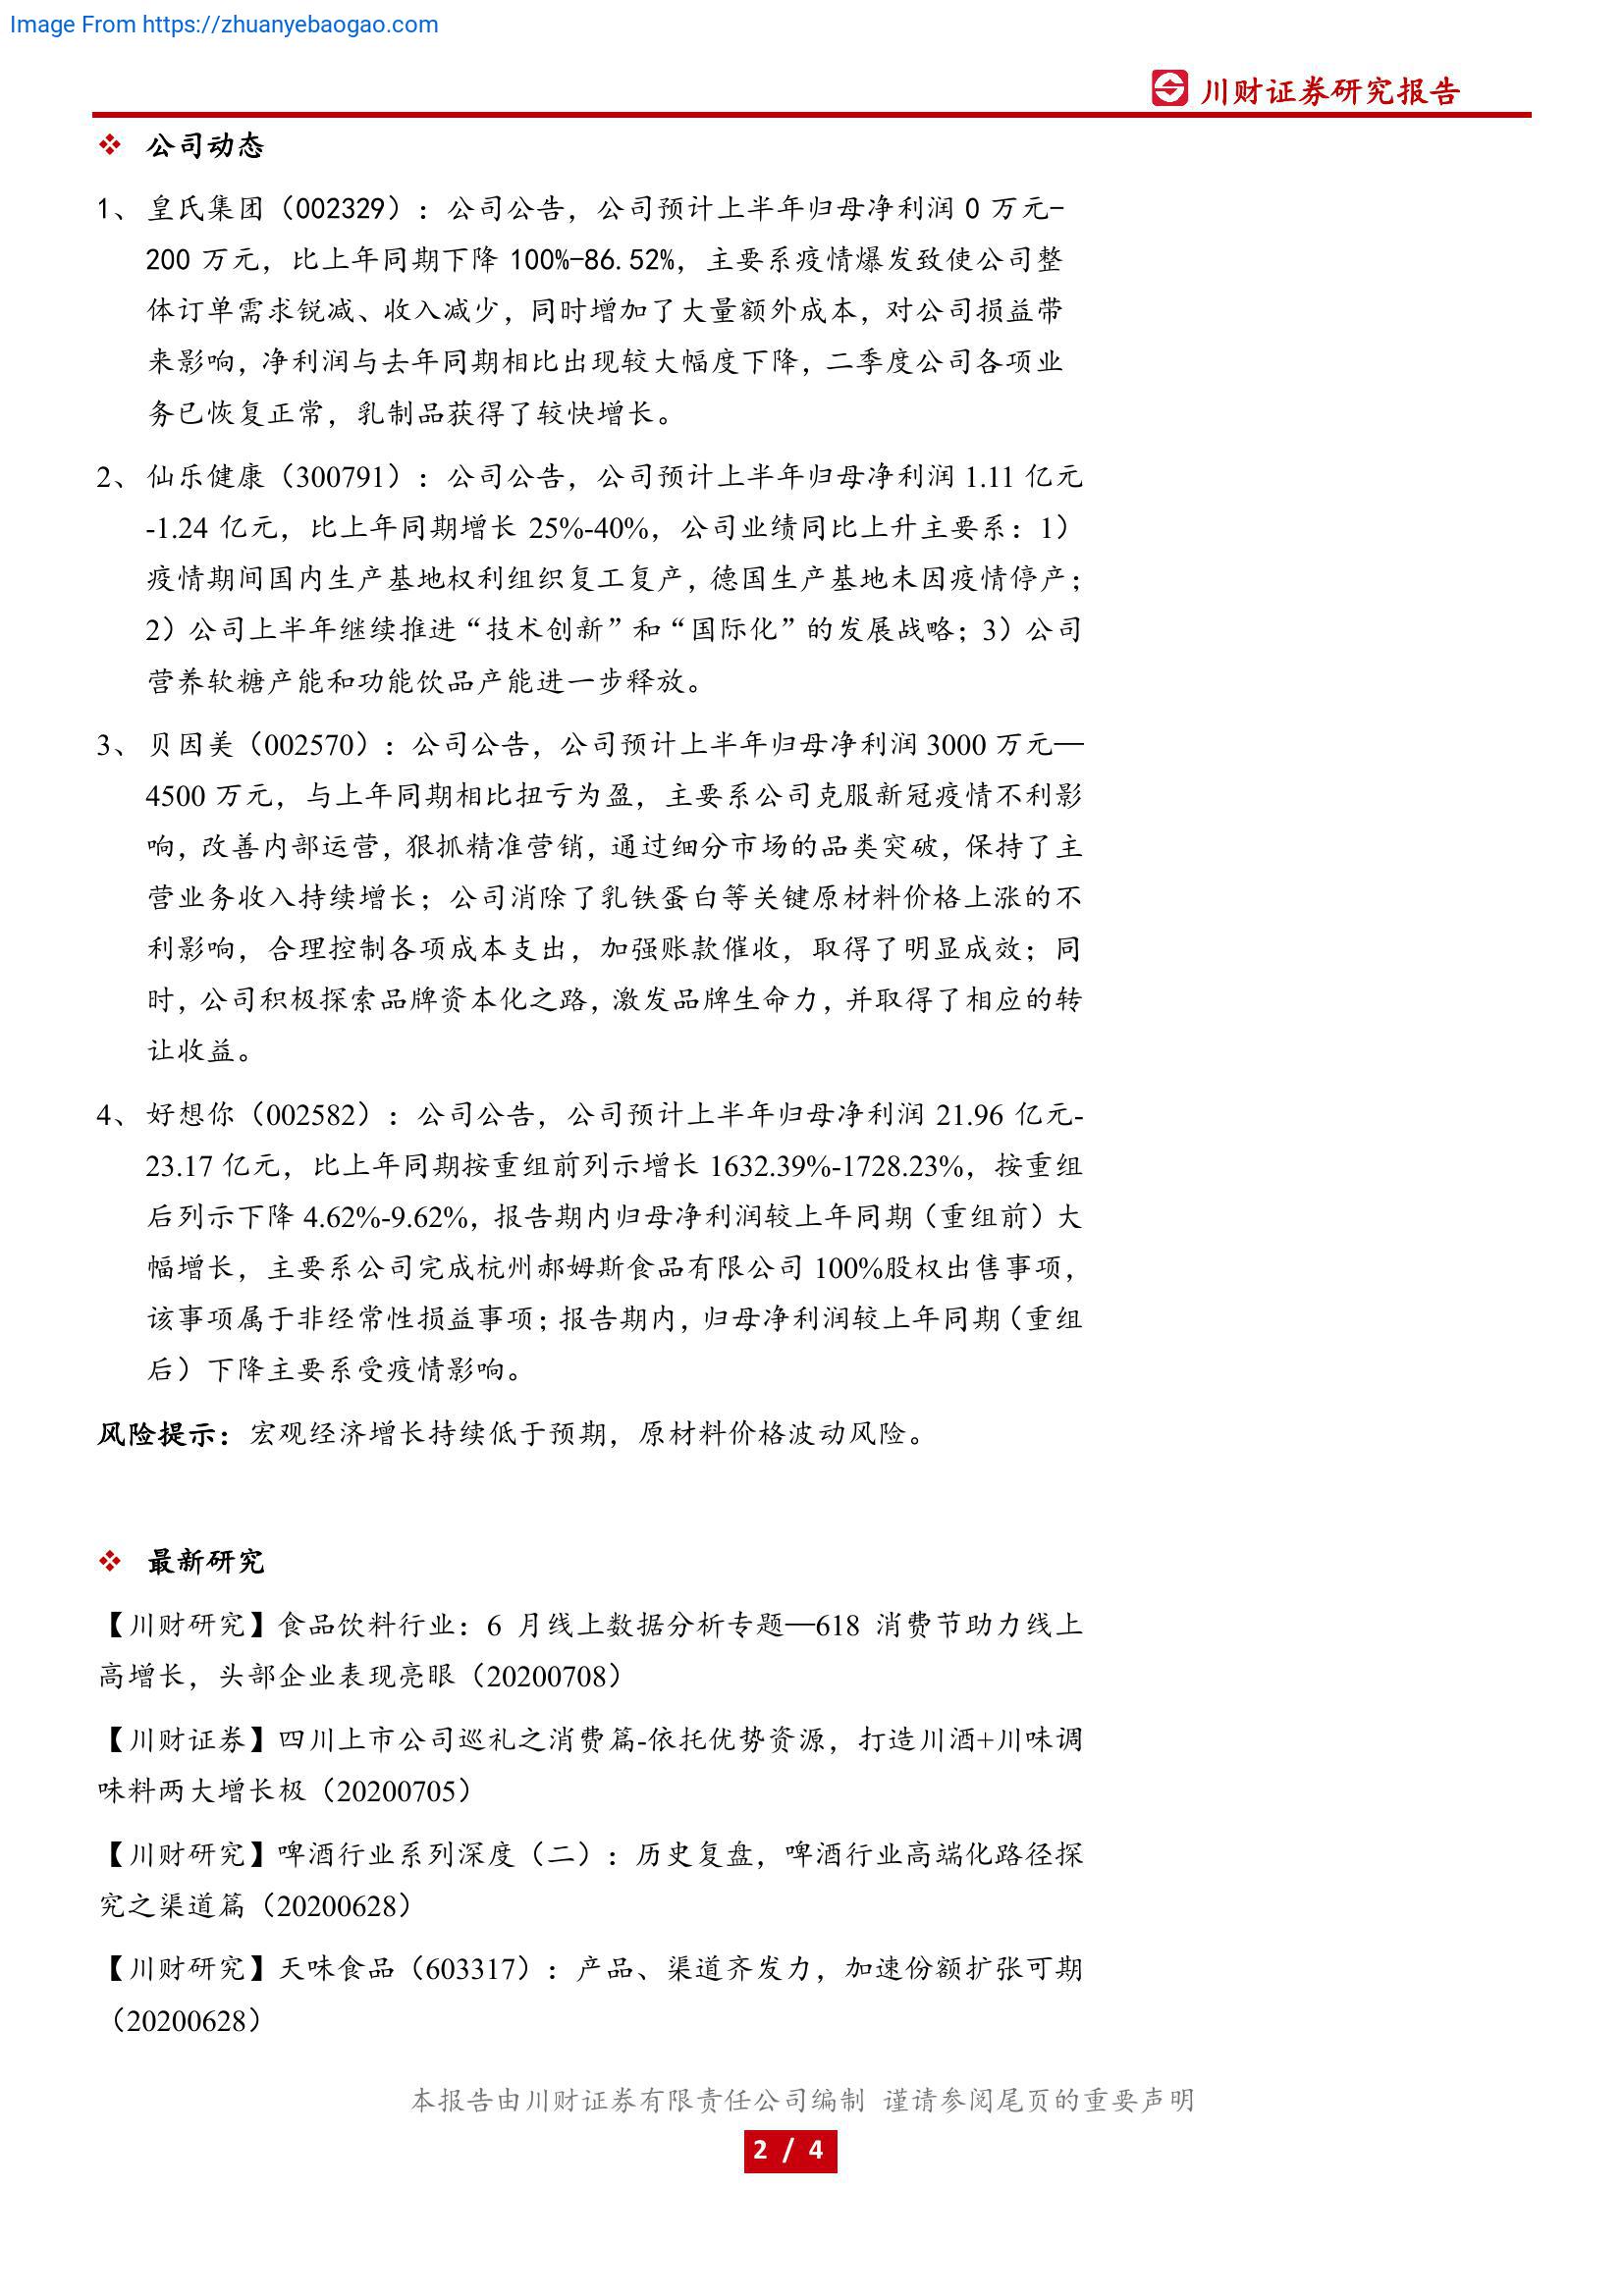 Image From https://zhuanyebaogao.com
川财证券研究报告
❖ 公司动态
1、 皇氏集团（002329）：公司公告，公司预计上半年归母净利润 0 万元-
200 万元，比上年同期下降 100%-86.52%，主要系疫情爆发致使公司整
体订单需求锐减、收入减少，同时增加了大量额外成本，对公司损益带
来影响，净利润与去年同期相比出现较大幅度下降，二季度公司各项业
务已恢复正常，乳制品获得了较快增长。
2、 仙乐健康（300791）：公司公告，公司预计上半年归母净利润 1.11 亿元
-1.24 亿元，比上年同期增长 25%-40%，公司业绩同比上升主要系：1）
疫情期间国内生产基地权利组织复工复产，德国生产基地未因疫情停产；
2）公司上半年继续推进“技术创新”和“国际化”的发展战略；3）公司
营养软糖产能和功能饮品产能进一步释放。
3、 贝因美（002570）：公司公告，公司预计上半年归母净利润 3000 万元—
4500 万元，与上年同期相比扭亏为盈，主要系公司克服新冠疫情不利影
响，改善内部运营，狠抓精准营销，通过细分市场的品类突破，保持了主
营业务收入持续增长；公司消除了乳铁蛋白等关键原材料价格上涨的不
利影响，合理控制各项成本支出，加强账款催收，取得了明显成效；同
时，公司积极探索品牌资本化之路，激发品牌生命力，并取得了相应的转
让收益。
4、 好想你（002582）：公司公告，公司预计上半年归母净利润 21.96 亿元-
23.17 亿元，比上年同期按重组前列示增长 1632.39%-1728.23%，按重组
后列示下降 4.62%-9.62%，报告期内归母净利润较上年同期（重组前）大
幅增长，主要系公司完成杭州郝姆斯食品有限公司 100%股权出售事项，
该事项属于非经常性损益事项；报告期内，归母净利润较上年同期（重组
后）下降主要系受疫情影响。
风险提示：宏观经济增长持续低于预期，原材料价格波动风险。
❖ 最新研究
【川财研究】食品饮料行业：6 月线上数据分析专题—618 消费节助力线上
高增长，头部企业表现亮眼（20200708）
【川财证券】四川上市公司巡礼之消费篇-依托优势资源，打造川酒+川味调
味料两大增长极（20200705）
【川财研究】啤酒行业系列深度（二）：历史复盘，啤酒行业高端化路径探
究之渠道篇（20200628）
【川财研究】天味食品（603317）：产品、渠道齐发力，加速份额扩张可期
（20200628）
本报告由川财证券有限责任公司编制 谨请参阅尾页的重要声明
2 / 4